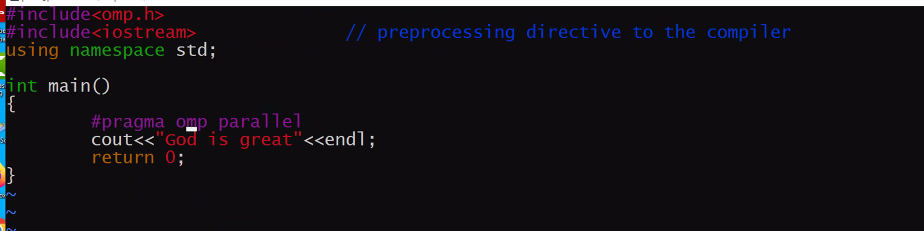 #include<omp.h>
#include<iostream> // preprocessing directive to the compiler
using namespace std;
int main()
{
#pragma omp parallel
cout<<"God is great"<<endl;
return 0;
}
~
~
~